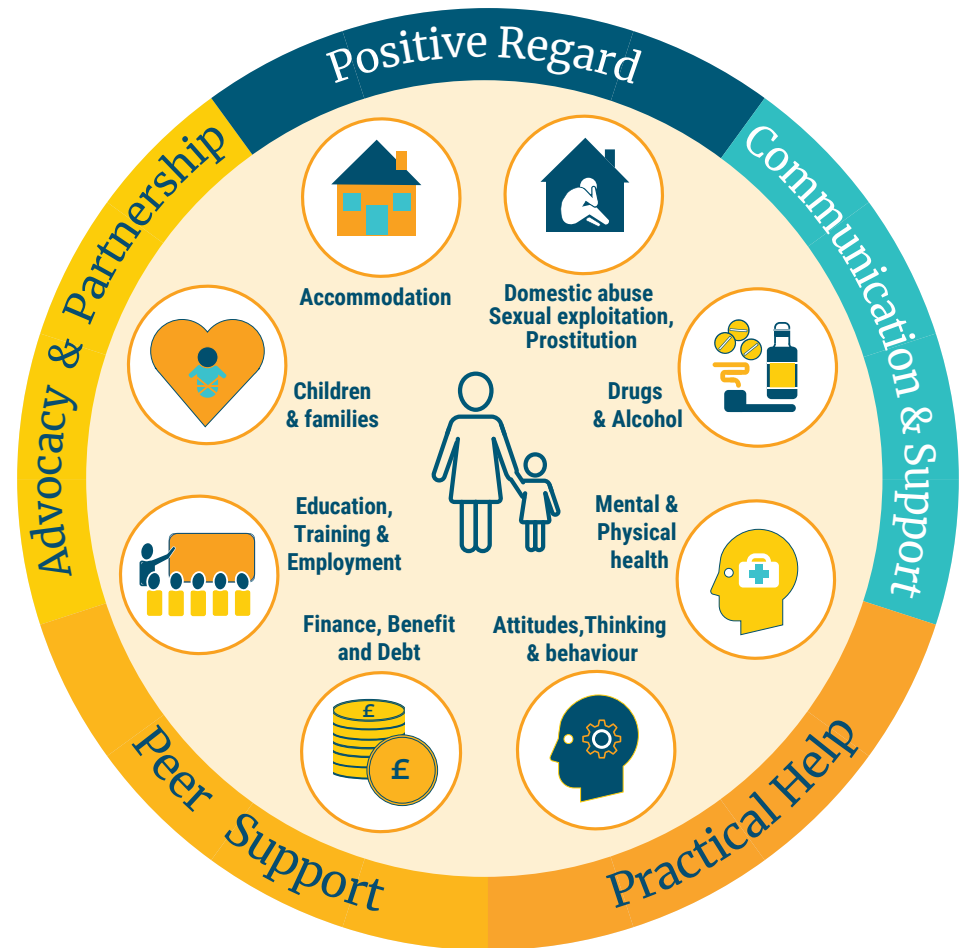 Positive Regard
Communication & Support
Practical Help
Peer Support
Advocacy & Partnership
Accommodation
Domestic abuse
Sexual exploitation,
Prostitution
Children
& families
Drugs
& Alcohol
Education,
Training &
Employment
Mental &
Physical
health
Finance, Benefit
and Debt
Attitudes,Thinking
& behaviour
£
£